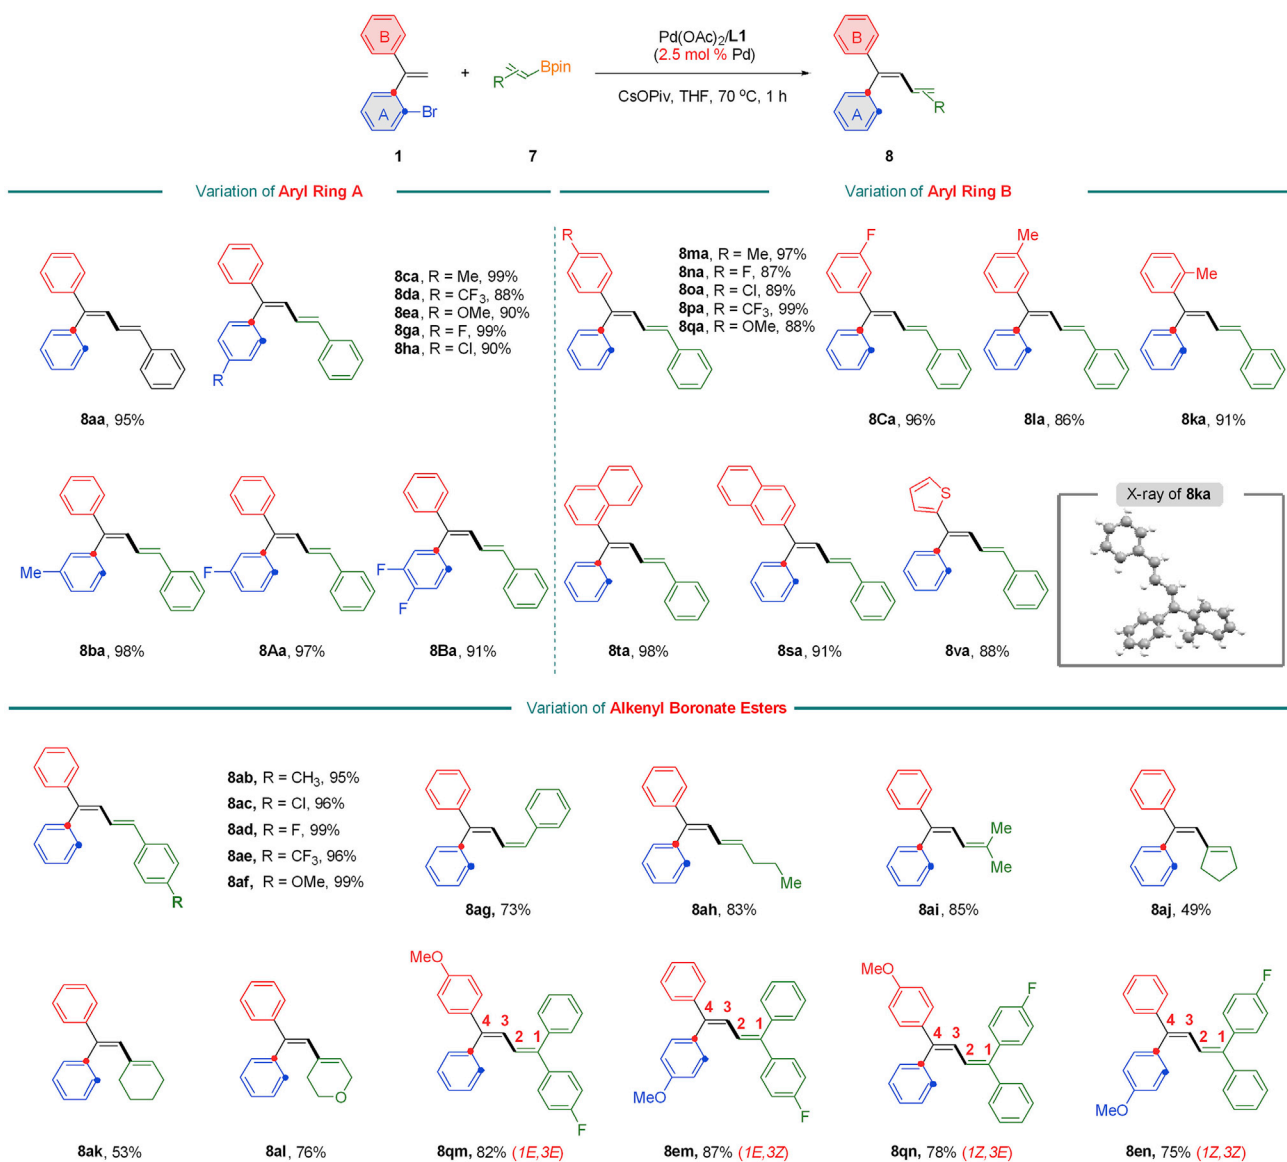 B
A
Br
1
+
R
Bpin
7
Pd(OAc)2/L1
(2.5 mol % Pd)
CsOPiv, THF, 70 °C, 1 h
B
A
R
8
Variation of Aryl Ring A
Variation of Aryl Ring B
8aa, 95%
R
8ca, R = Me, 99%
8da, R = CF3, 88%
8ea, R = OMe, 90%
8ga, R = F, 99%
8ha, R = Cl, 90%
R
8ma, R = Me, 97%
8na, R = F, 87%
8oa, R = Cl, 89%
8pa, R = CF3, 99%
8qa, R = OMe, 88%
F
8Ca, 96%
Me
8la, 86%
Me
8ka, 91%
Me
8ba, 98%
F
8Aa, 97%
F
F
8Ba, 91%
8ta, 98%
8sa, 91%
S
8va, 88%
X-ray of 8ka
Variation of Alkenyl Boronate Esters
R
8ab, R = CH3, 95%
8ac, R = Cl, 96%
8ad, R = F, 99%
8ae, R = CF3, 96%
8af, R = OMe, 99%
8ag, 73%
Me
8ah, 83%
Me
Me
8ai, 85%
8aj, 49%
8ak, 53%
O
8al, 76%
MeO
4 3
2 1
F
8qm, 82% (1E,3E)
4 3
2 1
MeO
F
8em, 87% (1E,3Z)
MeO
F
4 3
2 1
8qn, 78% (1Z,3E)
F
4 3
2 1
MeO
8en, 75% (1Z,3Z)